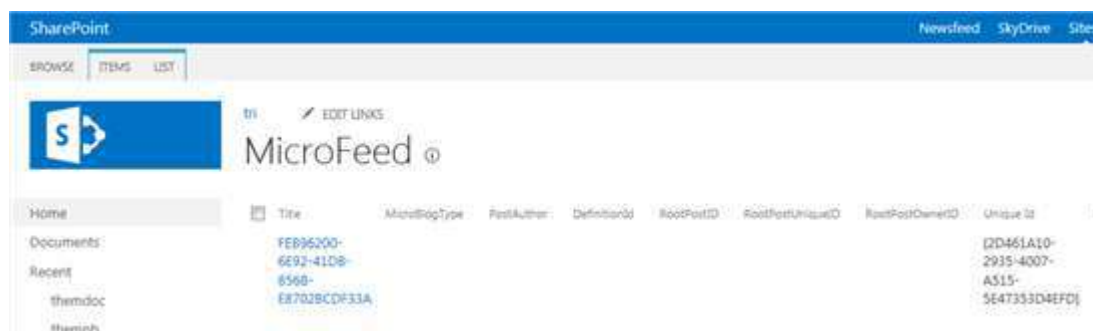 SharePoint
Newsfeed SkyDrive Sites
BROWSE ITEMS LIST
S
tri EDIT LINKS
MicroFeed
Home
Title MicroBlogType PostAuthor DefinitionId RootPostID RootPostUniqueID RootPostOwnerID Unique Id
Documents
FEB96200-
6E92-41DB-
8568-
E8702BCDF33A
{2D461A10-
2935-4007-
A515-
5E47353D4EFD}
Recent
themdoc